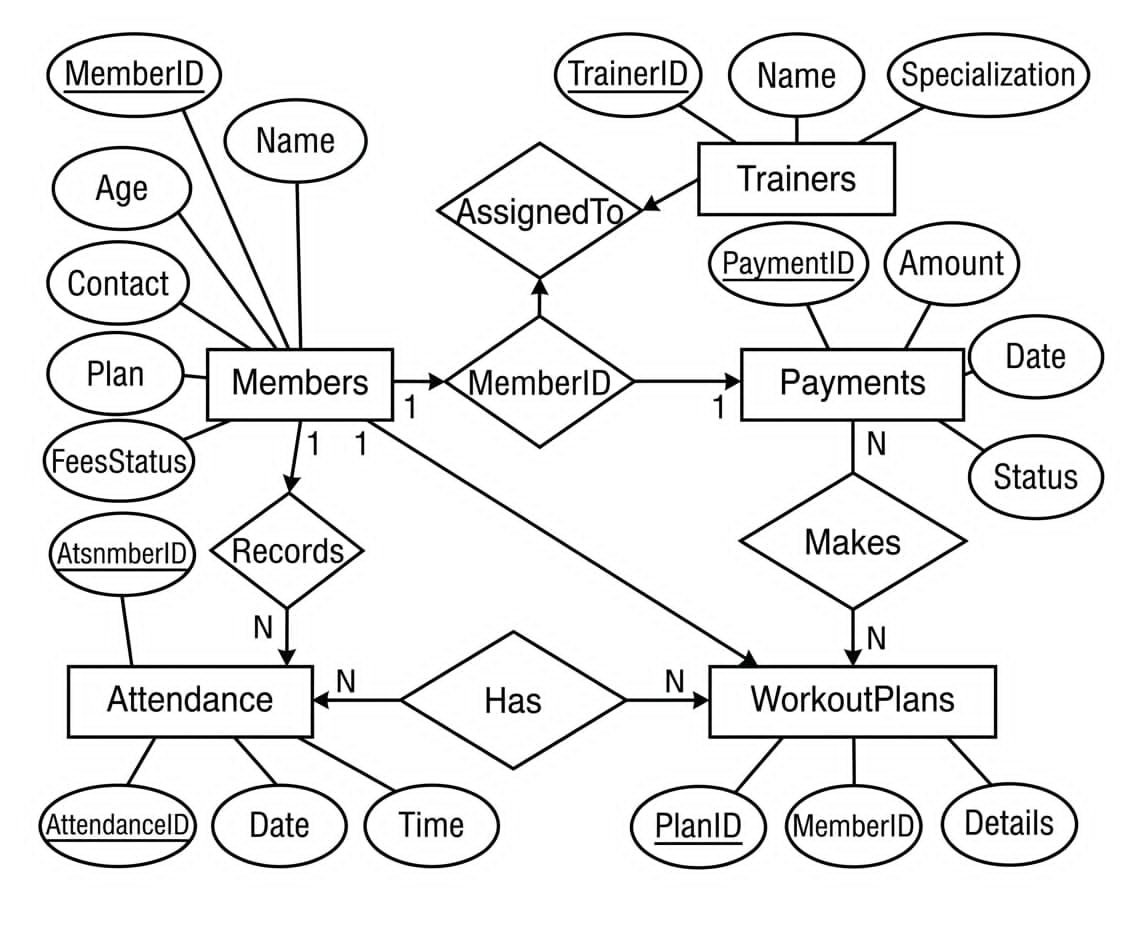 MemberID
TrainerID
Name
Specialization
Name
Age
Trainers
AssignedTo
Contact
PaymentID
Amount
Plan
Members
1
MemberID
1
Payments
Date
FeesStatus
1
1
N
Status
AtsnmberID
Records
Makes
N
N
Attendance
N
Has
N
WorkoutPlans
AttendanceID
Date
Time
PlanID
MemberID
Details